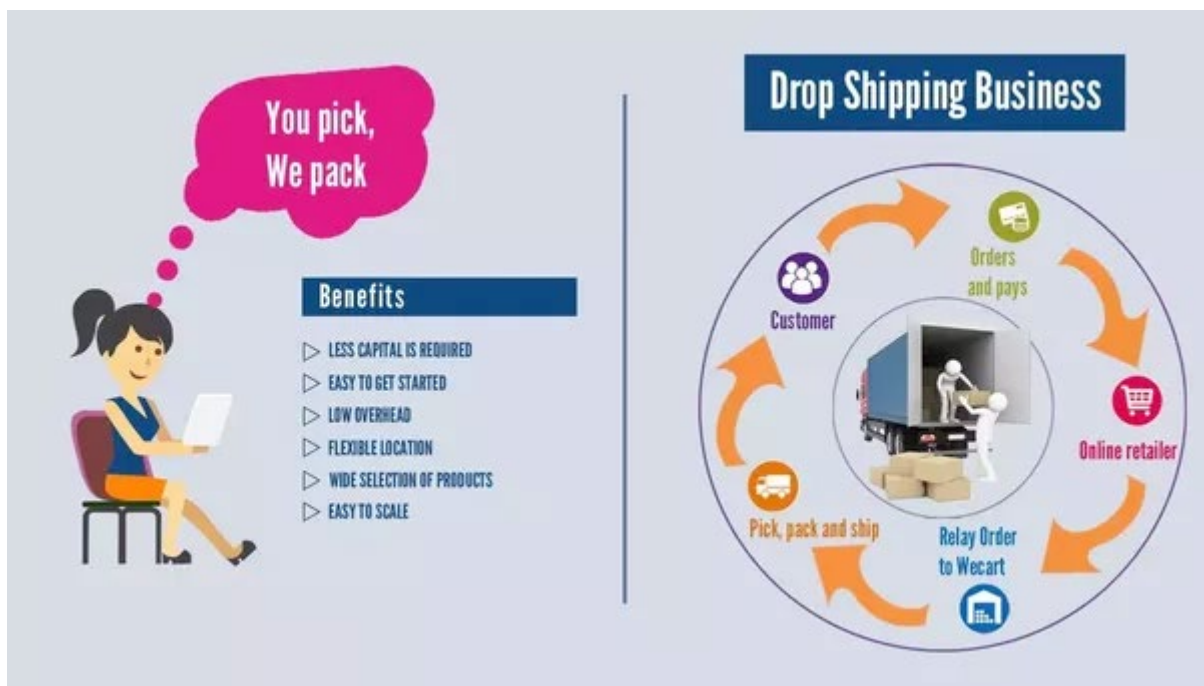 You pick,
We pack
Benefits
LESS CAPITAL IS REQUIRED
EASY TO GET STARTED
LOW OVERHEAD
FLEXIBLE LOCATION
WIDE SELECTION OF PRODUCTS
EASY TO SCALE
Drop Shipping Business
Orders
and pays
Customer
Online retailer
Pick, pack and ship
Relay Order
to Wecart